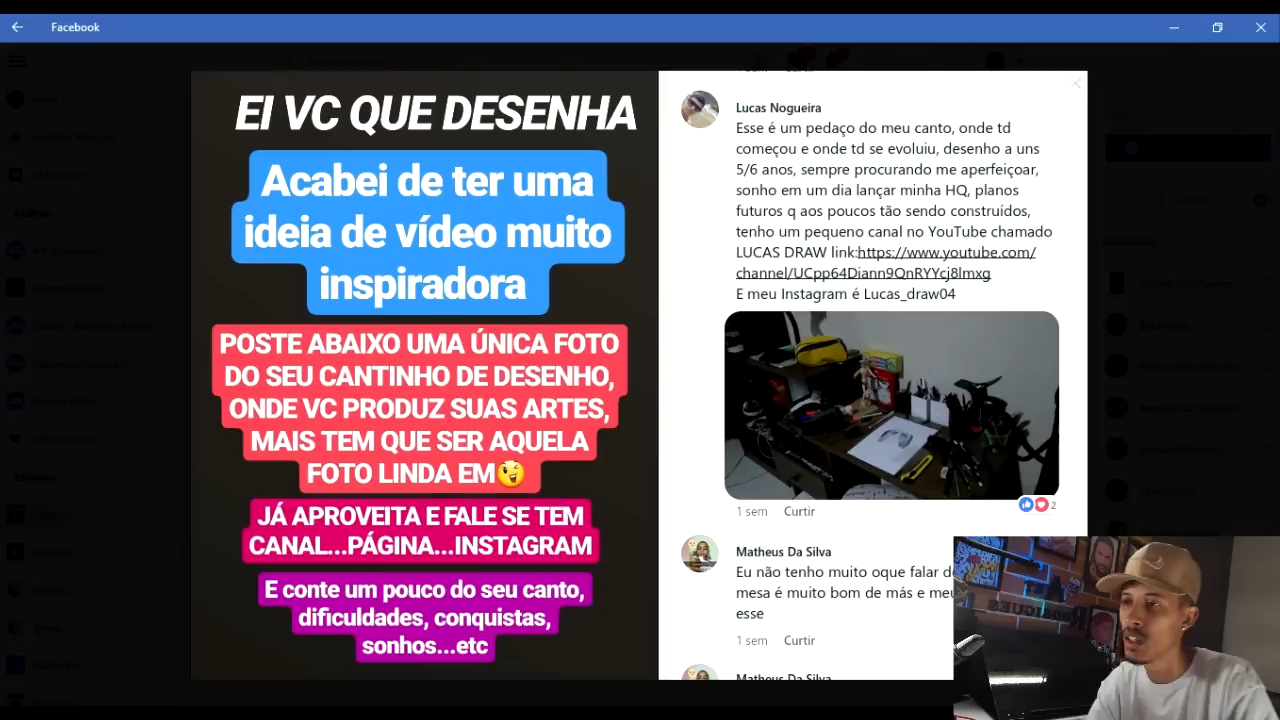 Facebook
EI VC QUE DESENHA
Acabei de ter uma
ideia de vídeo muito
inspiradora
POSTE ABAIXO UMA ÚNICA FOTO
DO SEU CANTINHO DE DESENHO,
ONDE VC PRODUZ SUAS ARTES,
MAIS TEM QUE SER AQUELA
FOTO LINDA EM😉
JÁ APROVEITA E FALE SE TEM
CANAL...PÁGINA...INSTAGRAM
E conte um pouco do seu canto,
dificuldades, conquistas,
sonhos...etc
Lucas Nogueira
Esse é um pedaço do meu canto, onde td
começou e onde td se evoluiu, desenho a uns
5/6 anos, sempre procurando me aperfeiçoar,
sonho em um dia lançar minha HQ, planos
futuros q aos poucos tão sendo construídos,
tenho um pequeno canal no YouTube chamado
LUCAS DRAW link:https://www.youtube.com/
channel/UCpp64Diann9QnRYYcj8lmxg
E meu Instagram é Lucas_draw04
1 sem Curtir
2
Matheus Da Silva
Eu não tenho muito oque falar d
mesa é muito bom de más e meu
esse
1 sem Curtir
Matheus Da Silva
RODRIGUES